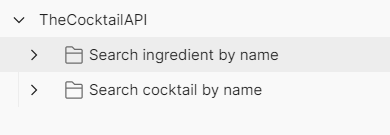 TheCocktailAPI
Search ingredient by name
Search cocktail by name